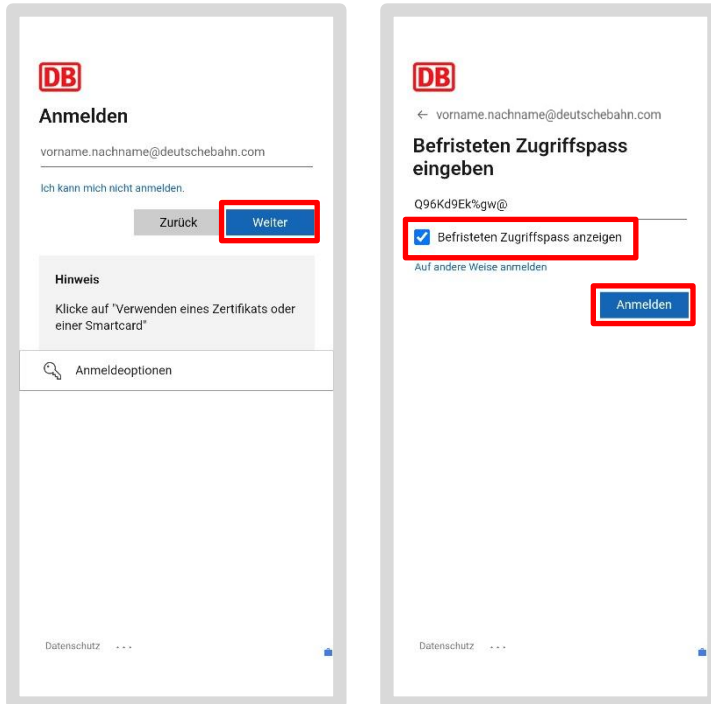 DB
Anmelden
vorname.nachname@deutschebahn.com
Ich kann mich nicht anmelden.
Zurück
Weiter
Hinweis
Klicke auf "Verwenden eines Zertifikats oder
einer Smartcard"
Anmeldeoptionen
Datenschutz ...
DB
← vorname.nachname@deutschebahn.com
Befristeten Zugriffspass
eingeben
Q96Kd9Ek%gw@
Befristeten Zugriffspass anzeigen
Auf andere Weise anmelden
Anmelden
Datenschutz ...